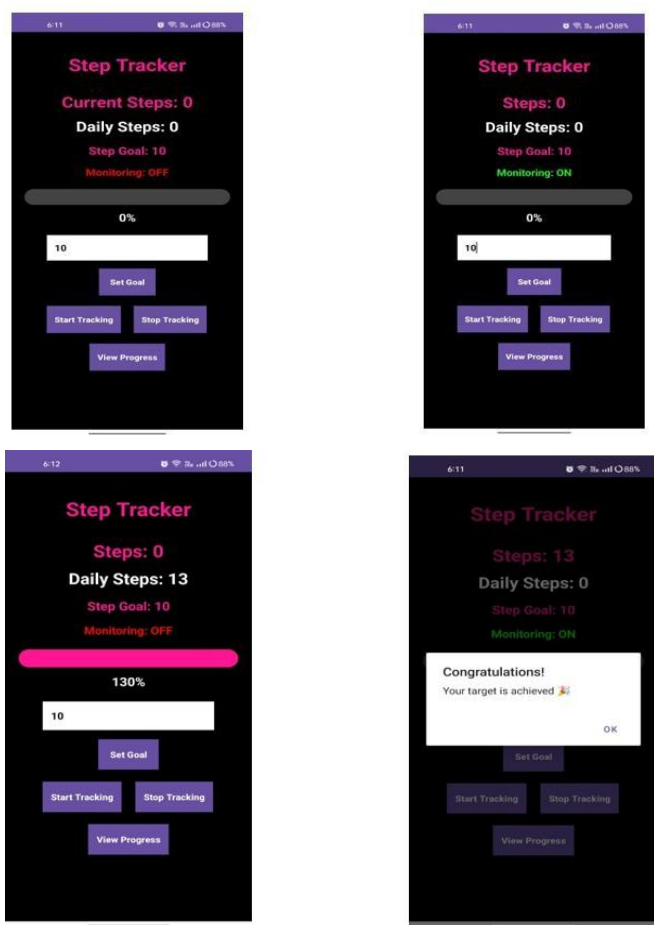 6:11 88%
Step Tracker
Current Steps: 0
Daily Steps: 0
Step Goal: 10
Monitoring: OFF
0%
10
Set Goal
Start Tracking Stop Tracking
View Progress
6:11 88%
Step Tracker
Steps: 0
Daily Steps: 0
Step Goal: 10
Monitoring: ON
0%
10
Set Goal
Start Tracking Stop Tracking
View Progress
6:12 88%
Step Tracker
Steps: 0
Daily Steps: 13
Step Goal: 10
Monitoring: OFF
130%
10
Set Goal
Start Tracking Stop Tracking
View Progress
6:11 88%
Step Tracker
Steps: 13
Daily Steps: 0
Step Goal: 10
Monitoring: ON
Congratulations!
Your target is achieved 🎉
OK
Set Goal
Start Tracking Stop Tracking
View Progress